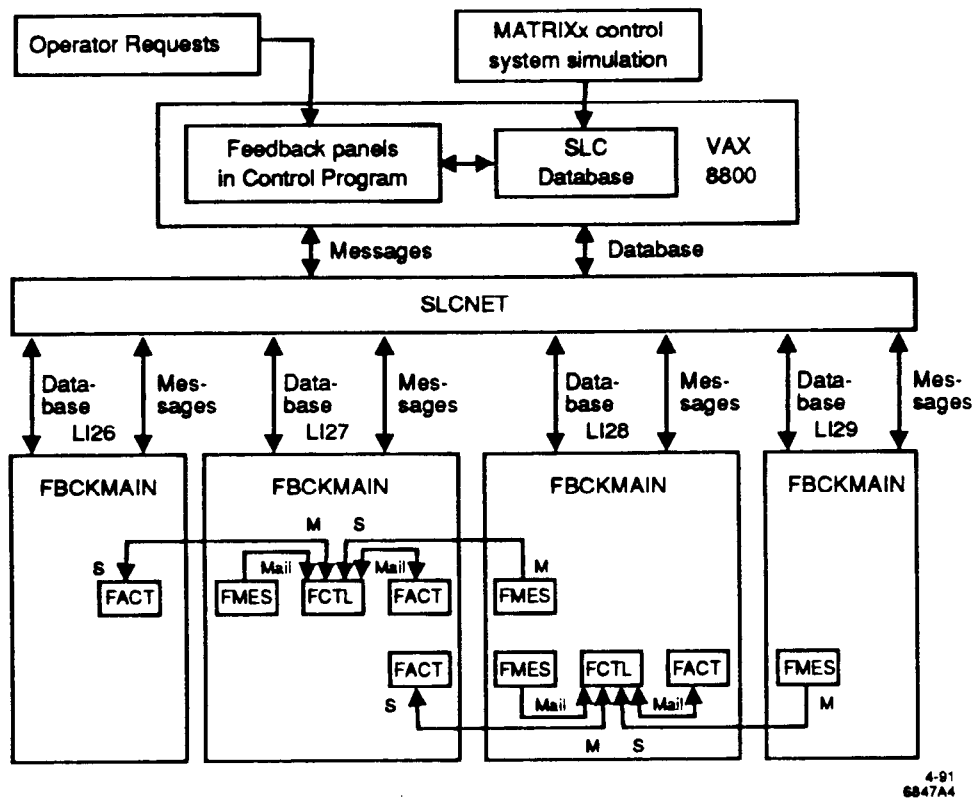 Operator Requests
MATRIXx control
system simulation
Feedback panels
in Control Program
SLC
Database
VAX
8800
Messages
Database
SLCNET
Data-
base
Mes-
sages
Data-
base
Mes-
sages
Data-
base
Mes-
sages
Data-
base
Mes-
sages
LI26
LI27
LI28
LI29
FBCKMAIN
FBCKMAIN
FBCKMAIN
FBCKMAIN
M
S
S
Mail
Mail
M
FACT
FMES
FCTL
FACT
FMES
FACT
FMES
FCTL
FACT
FMES
S
Mail
Mail
M
M
S
4-91
6847A4